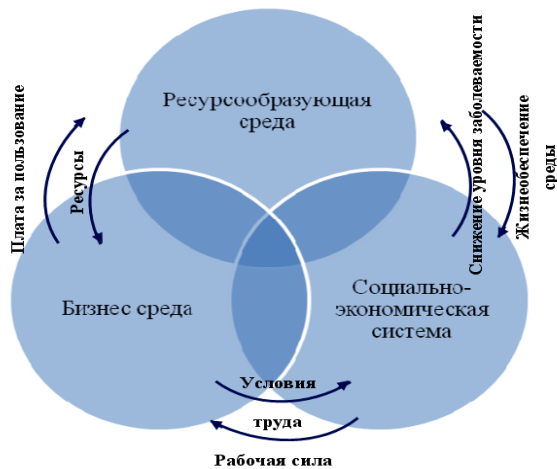 Ресурсообразующая
среда
Плата за пользование
Ресурсы
Снижение уровня заболеваемости
Жизнеобеспечение
среды
Бизнес среда
Социально-
экономическая
система
Условия
труда
Рабочая сила